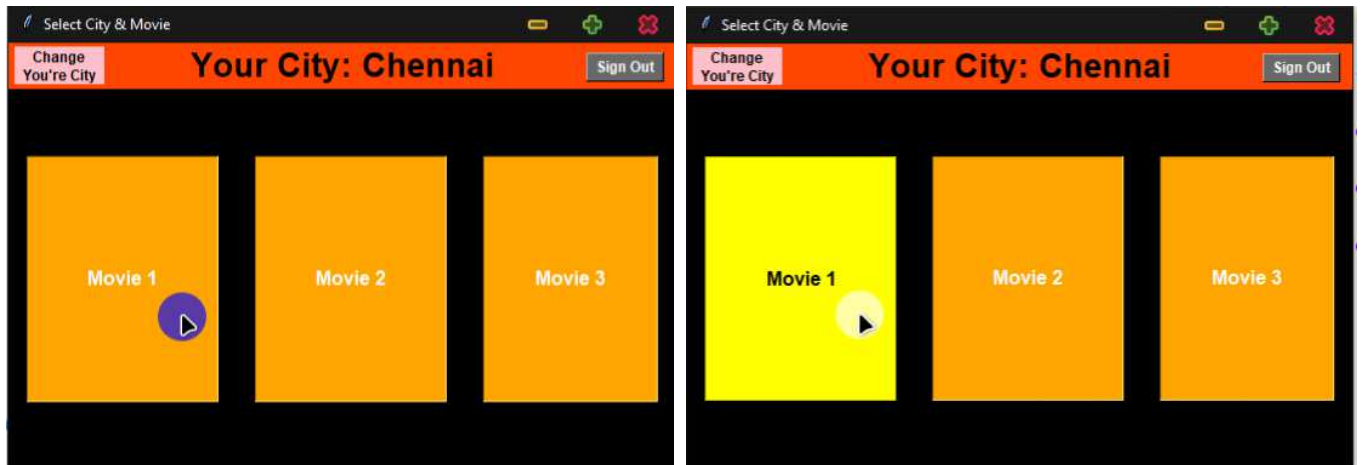 Select City & Movie
Change
You're City
Your City: Chennai
Sign Out
Movie 1
Movie 2
Movie 3
Select City & Movie
Change
You're City
Your City: Chennai
Sign Out
Movie 1
Movie 2
Movie 3